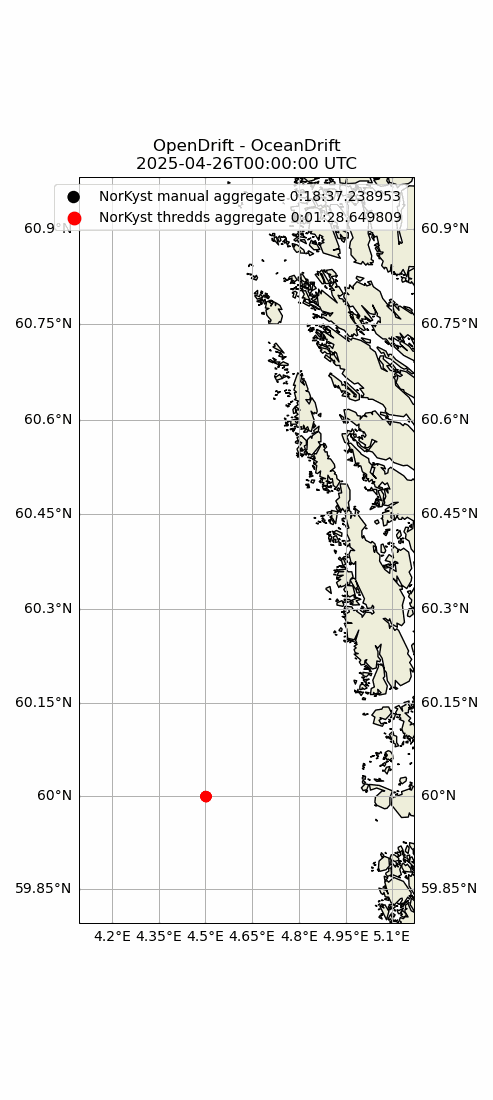 OpenDrift - OceanDrift
2025-04-26T00:00:00 UTC
NorKyst manual aggregate 0:18:37.238953
NorKyst thredds aggregate 0:01:28.649809
60.9°N 60.9°N
60.75°N 60.75°N
60.6°N 60.6°N
60.45°N 60.45°N
60.3°N 60.3°N
60.15°N 60.15°N
60°N 60°N
59.85°N 59.85°N
4.2°E 4.35°E 4.5°E 4.65°E 4.8°E 4.95°E 5.1°E